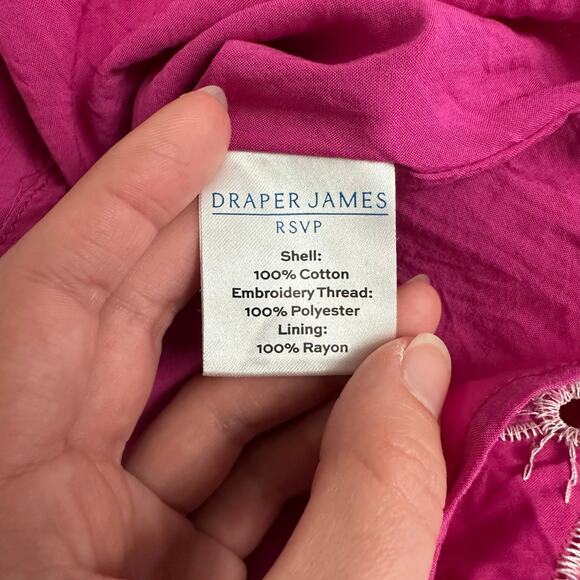 DRAPER JAMES
RSVP
Shell:
100% Cotton
Embroidery Thread:
100% Polyester
Lining:
100% Rayon